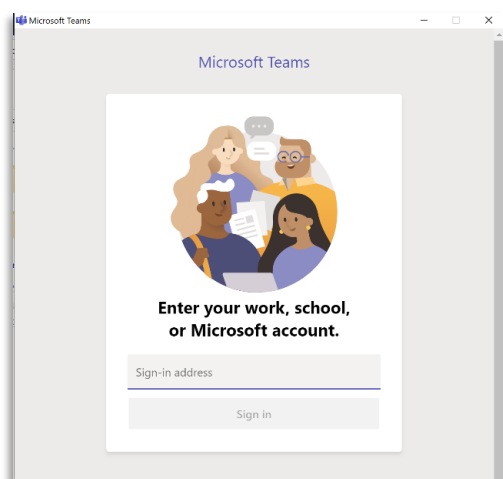 Microsoft Teams
Microsoft Teams
Enter your work, school,
or Microsoft account.
Sign-in address
Sign in